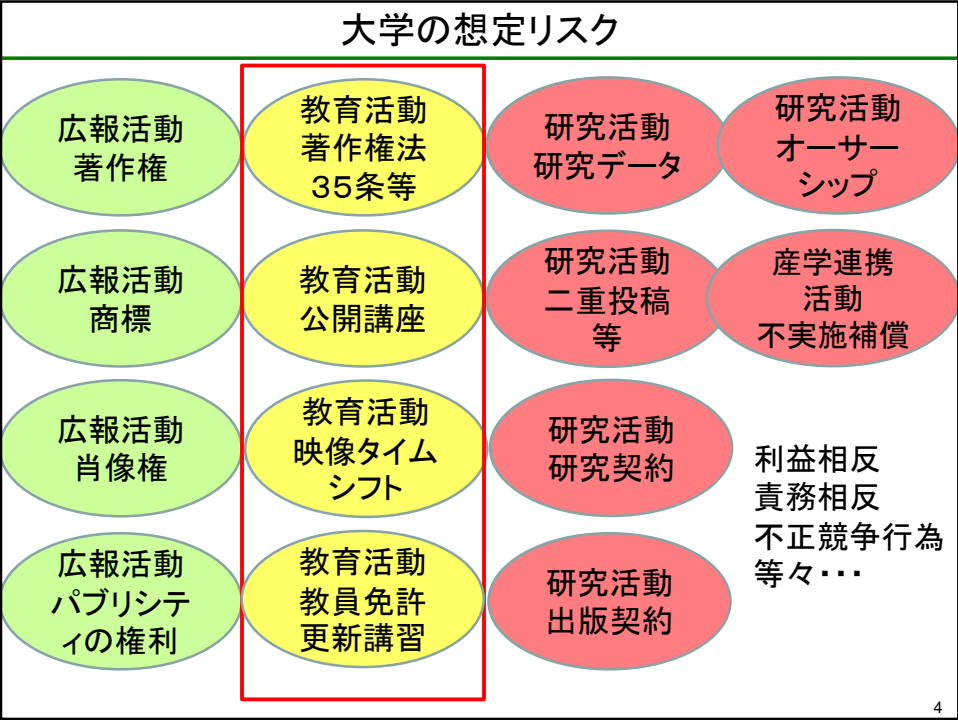 大学の想定リスク
広報活動
著作権
教育活動
著作権法
３５条等
研究活動
研究データ
研究活動
オーサー
シップ
広報活動
商標
教育活動
公開講座
研究活動
二重投稿
等
産学連携
活動
不実施補償
広報活動
肖像権
教育活動
映像タイム
シフト
研究活動
研究契約
利益相反
責務相反
不正競争行為
等々・・・
広報活動
パブリシテ
ィの権利
教育活動
教員免許
更新講習
研究活動
出版契約
4